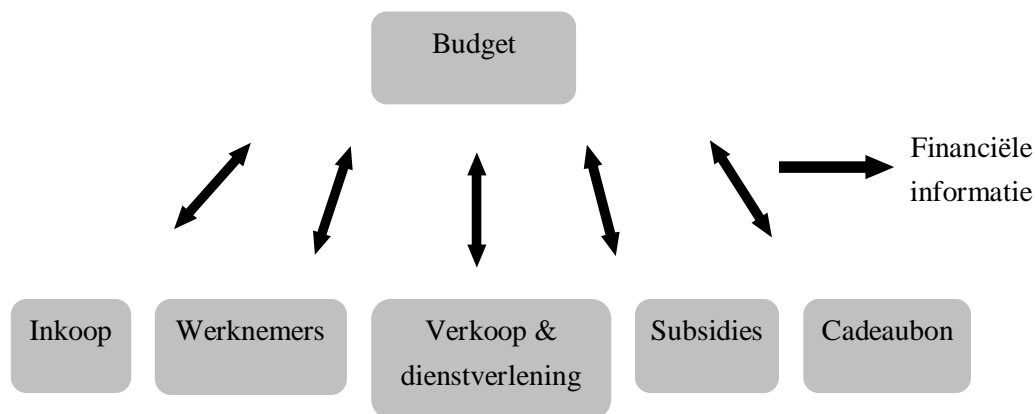 Budget
Financiële
informatie
Inkoop
Werknemers
Verkoop &
dienstverlening
Subsidies
Cadeaubon